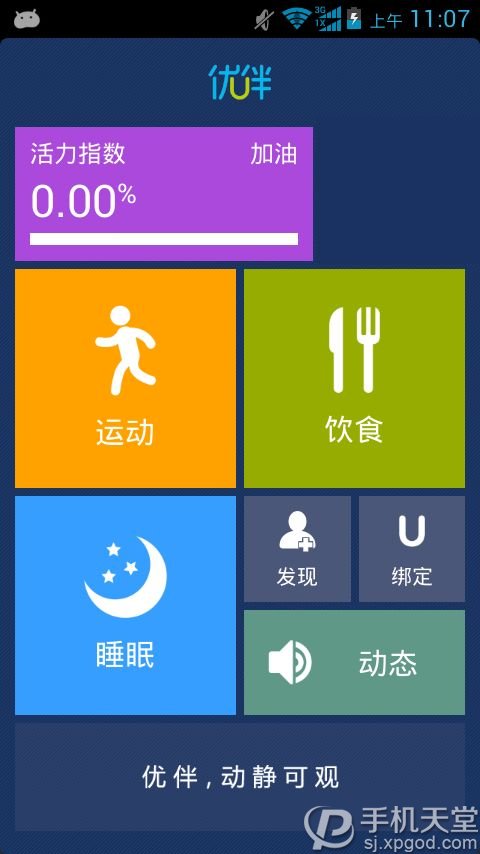 3G
1X
上午 11:07
优伴
活力指数 加油
0.00%
运动
饮食
睡眠
发现
U
绑定
动态
优伴,动静可观
手机天堂
sj.xpgod.com